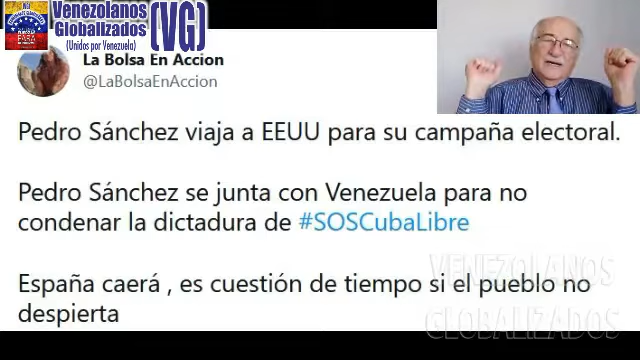 Venezolanos
Globalizados
(Unidos por Venezuela)
(VG)
La Bolsa En Accion
@LaBolsaEnAccion
Pedro Sánchez viaja a EEUU para su campaña electoral.
Pedro Sánchez se junta con Venezuela para no
condenar la dictadura de #SOSCubaLibre
España caerá , es cuestión de tiempo si el pueblo no
despierta
VENEZOLANOS
GLOBALIZADOS